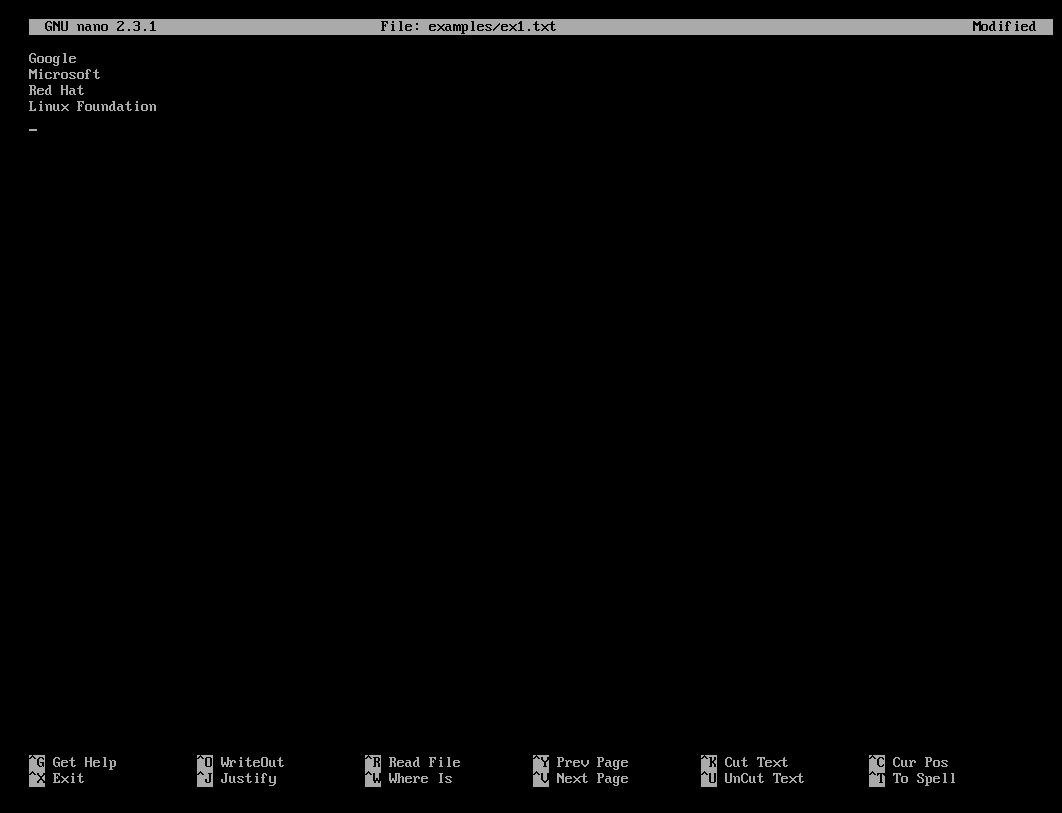 GNU nano 2.3.1 File: examples/ex1.txt Modified
Google
Microsoft
Red Hat
Linux Foundation
^G Get Help ^O WriteOut ^R Read File ^Y Prev Page ^K Cut Text ^C Cur Pos
^X Exit ^J Justify ^W Where Is ^V Next Page ^U UnCut Text ^T To Spell